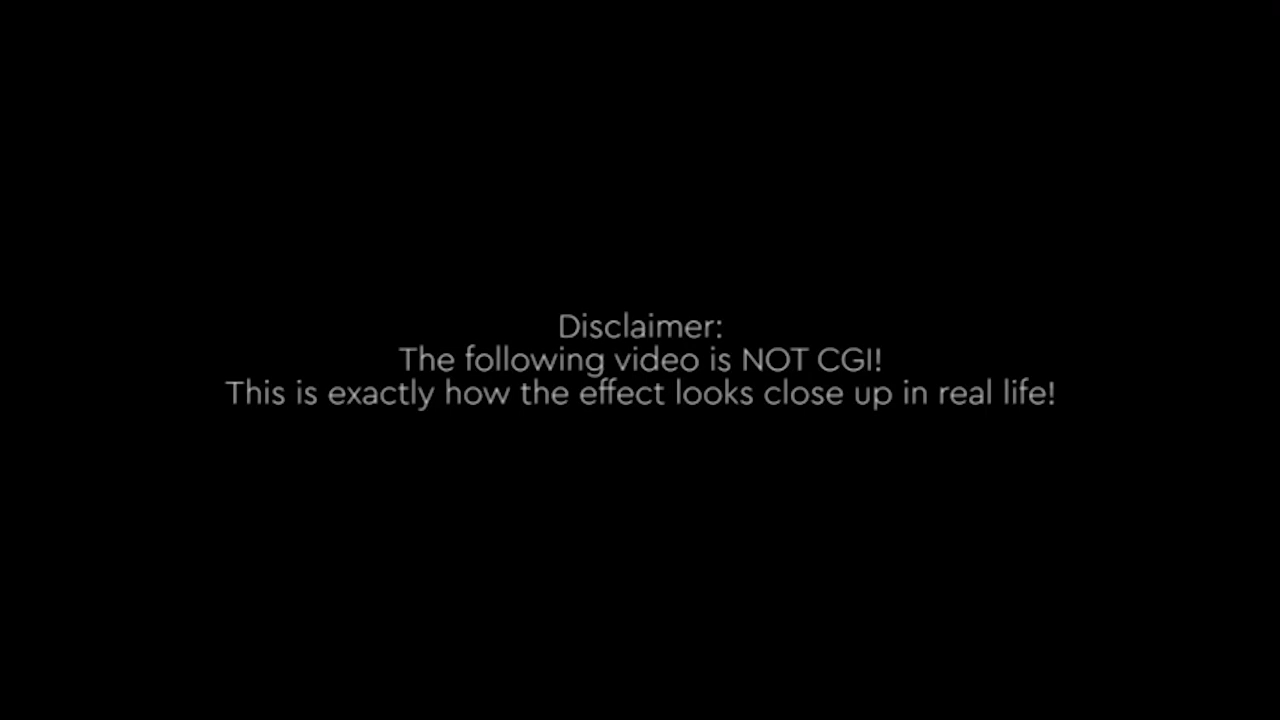 Disclaimer:
The following video is NOT CGI!
This is exactly how the effect looks close up in real life!